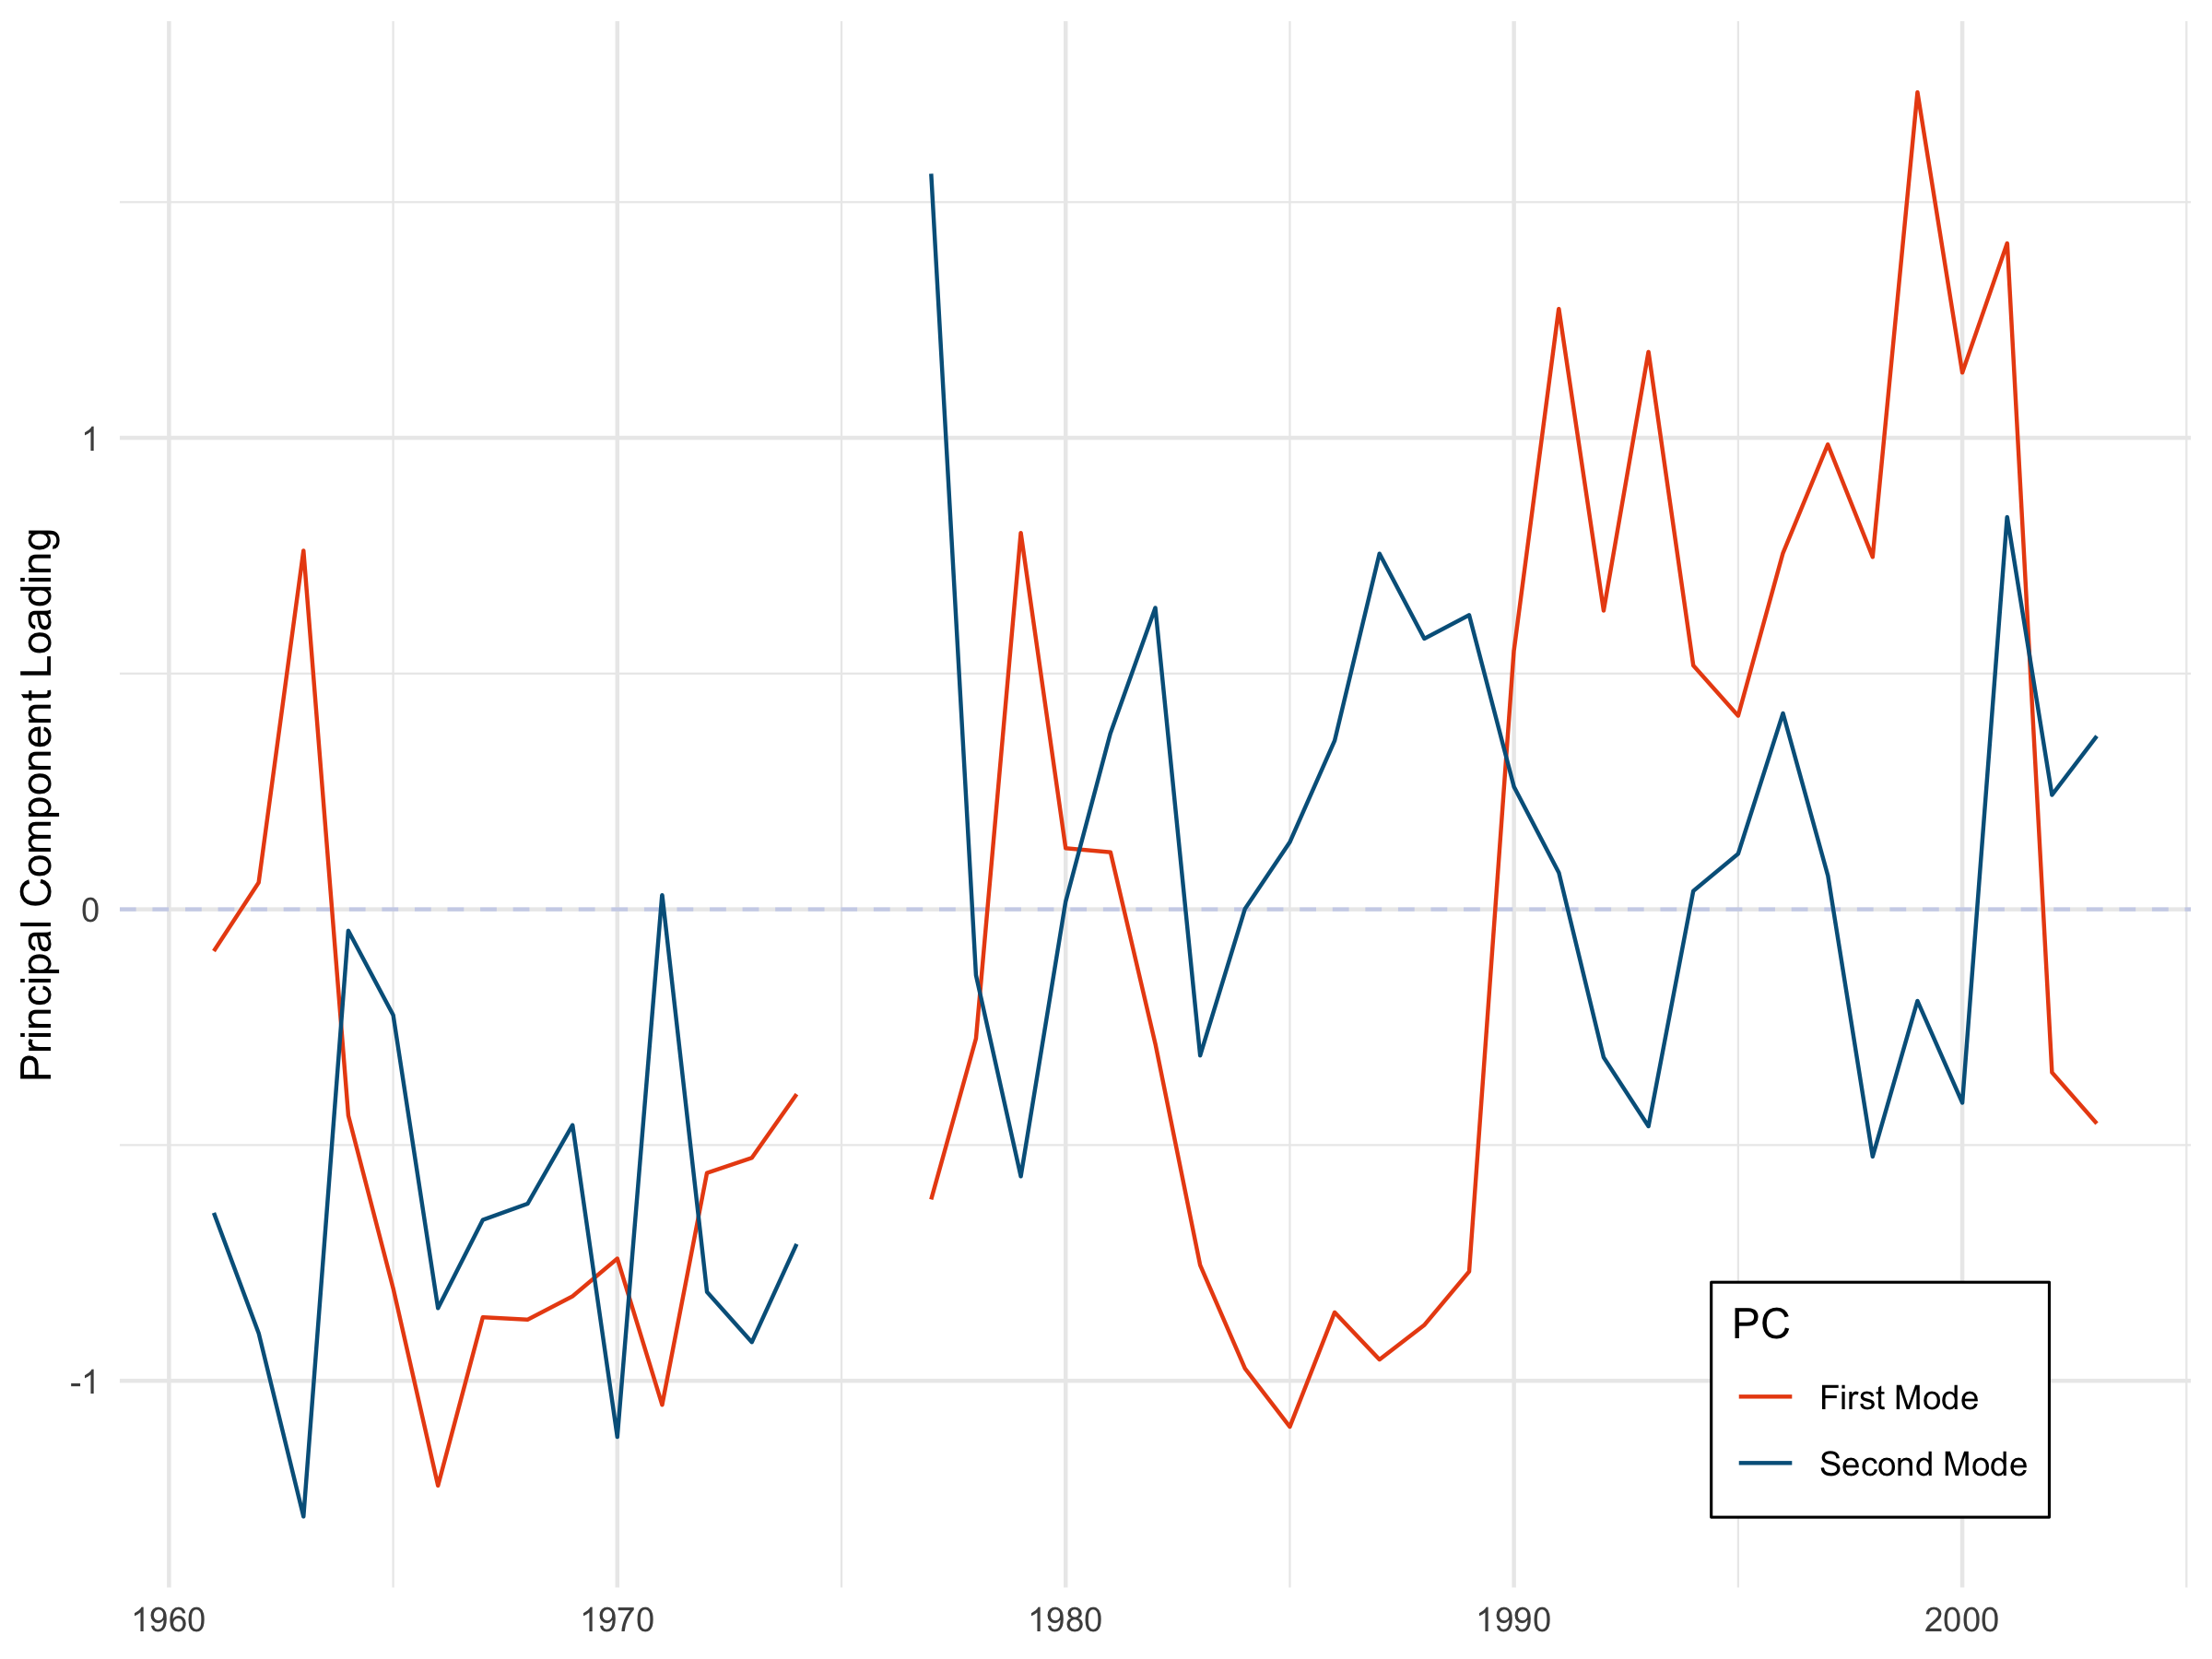 Principal Component Loading
1
0
-1
1960
1970
1980
1990
2000
PC
First Mode
Second Mode